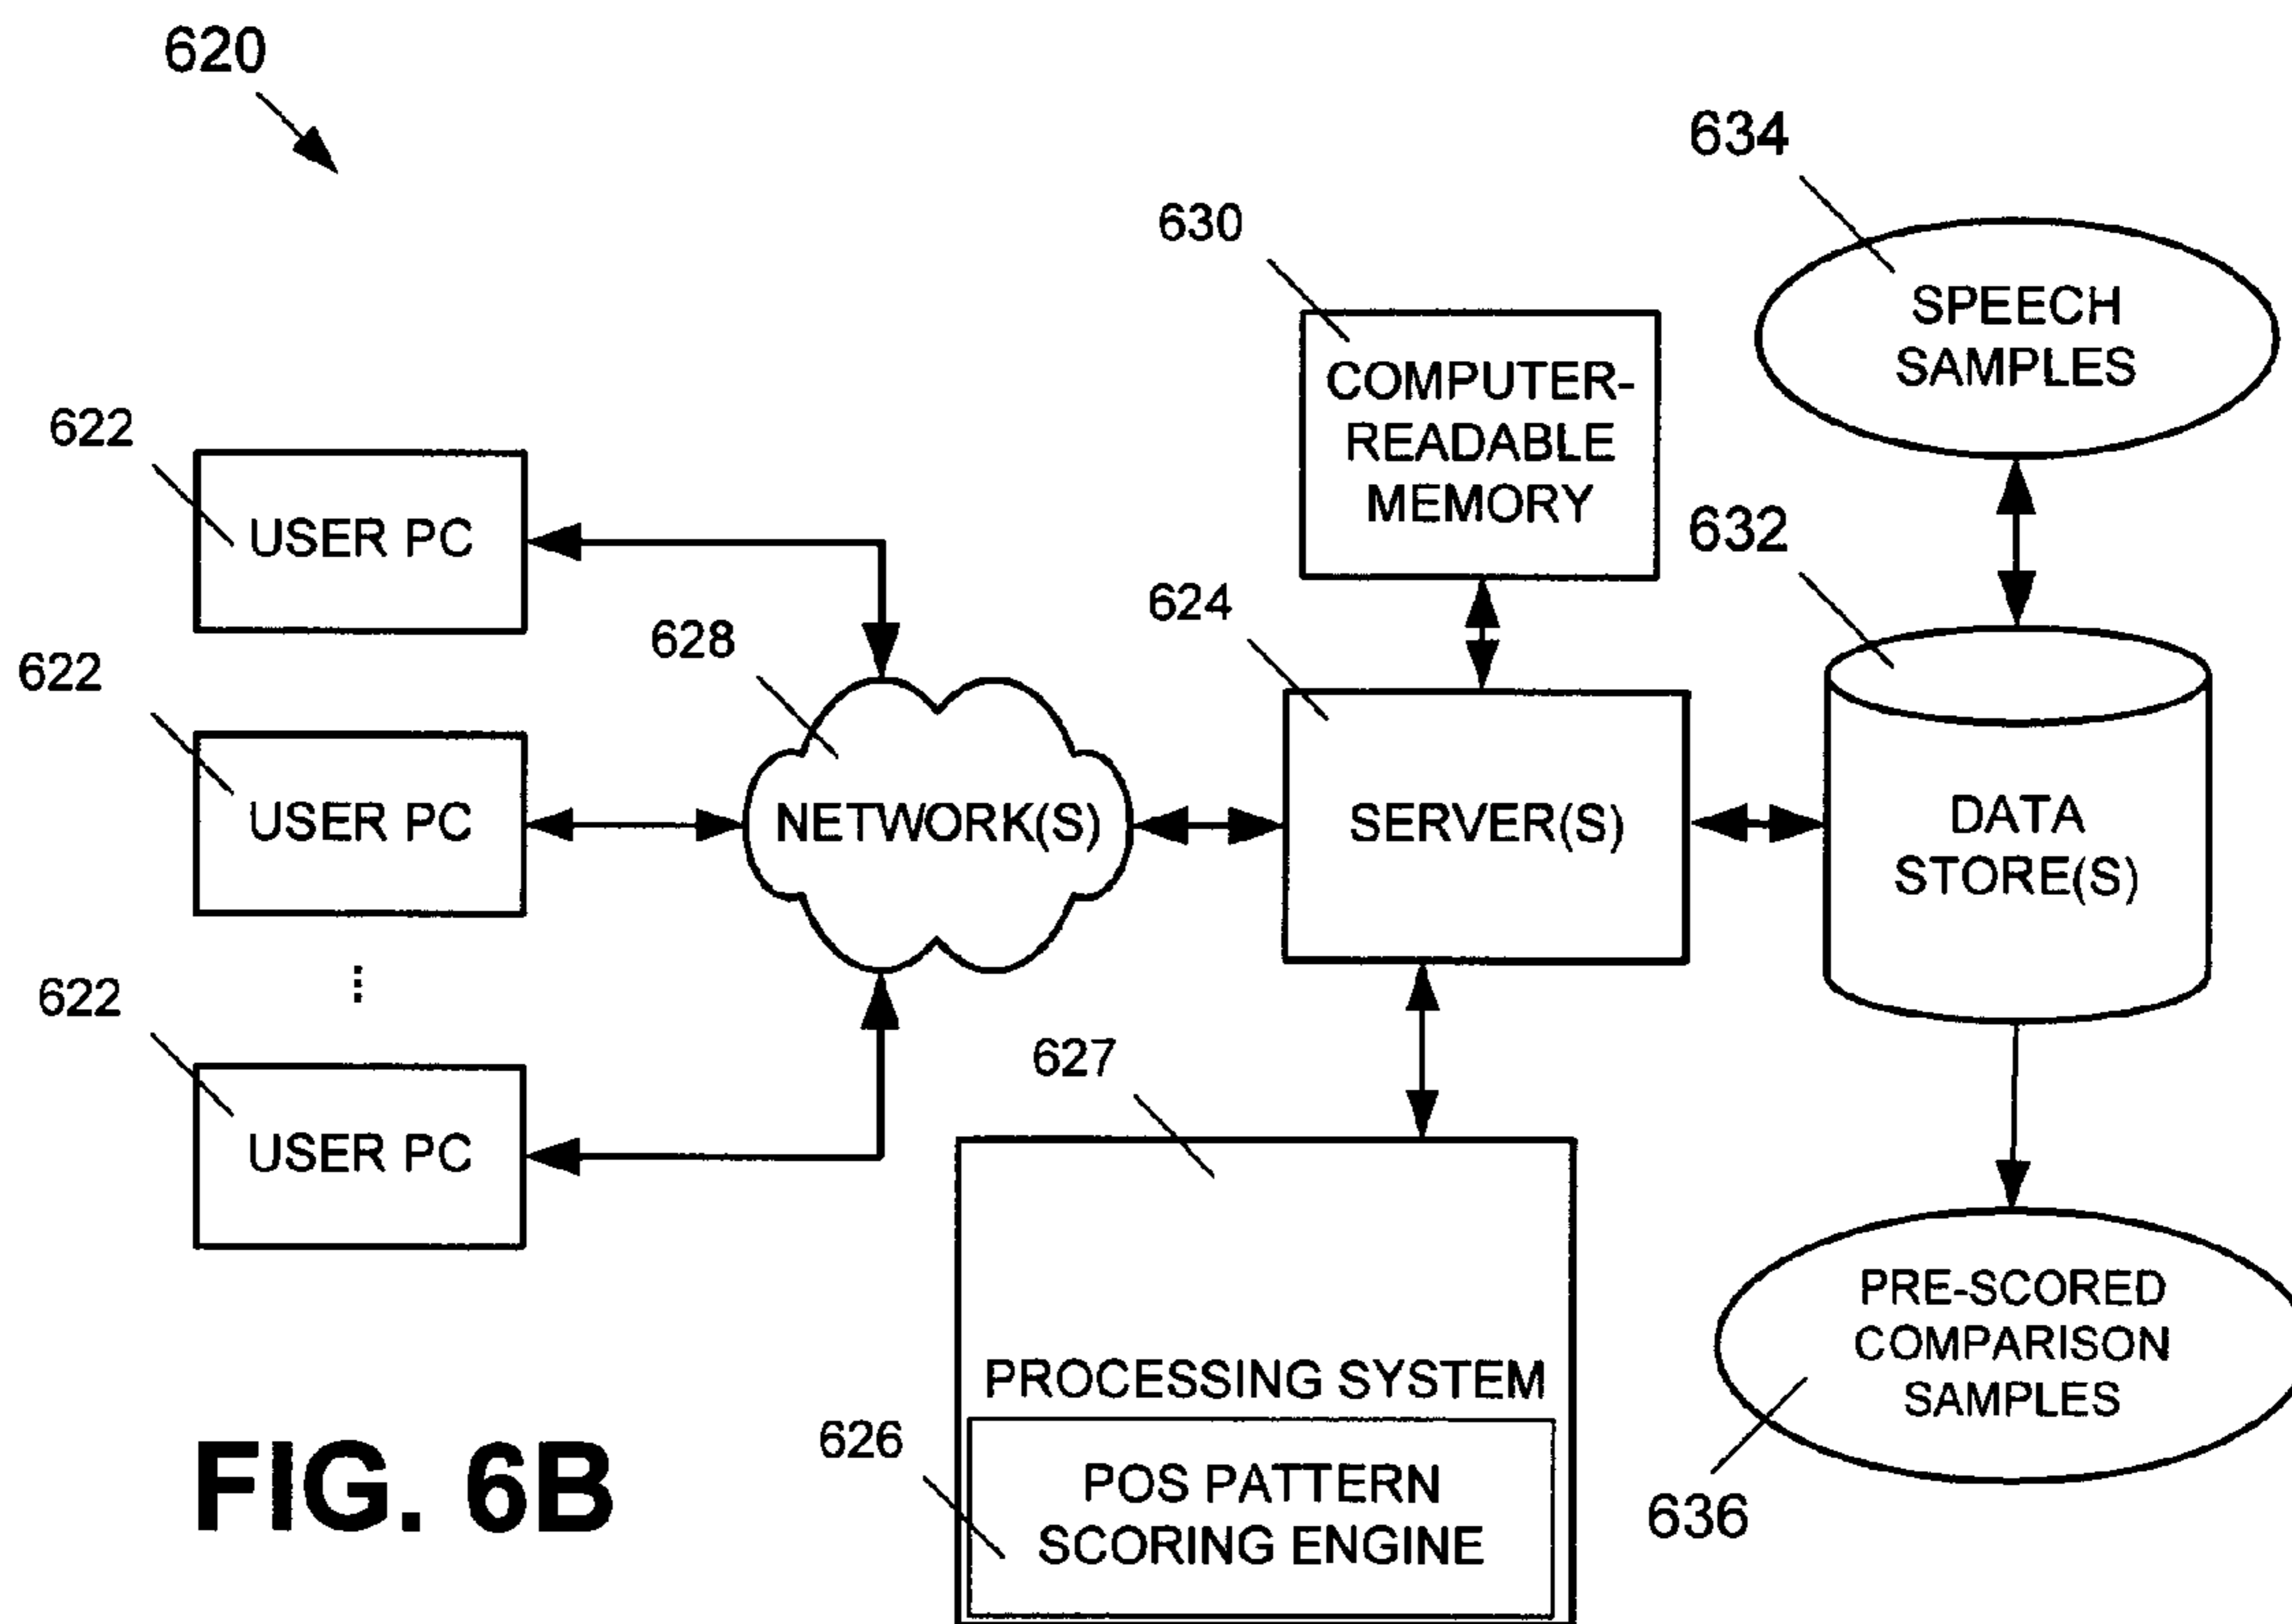 620
634
630
SPEECH
SAMPLES
COMPUTER-
READABLE
MEMORY
622
USER PC
632
624
628
622
USER PC
NETWORK(S)
SERVER(S)
DATA
STORE(S)
622
⋮
USER PC
627
PROCESSING SYSTEM
PRE-SCORED
COMPARISON
SAMPLES
626
POS PATTERN
SCORING ENGINE
636
FIG. 6B